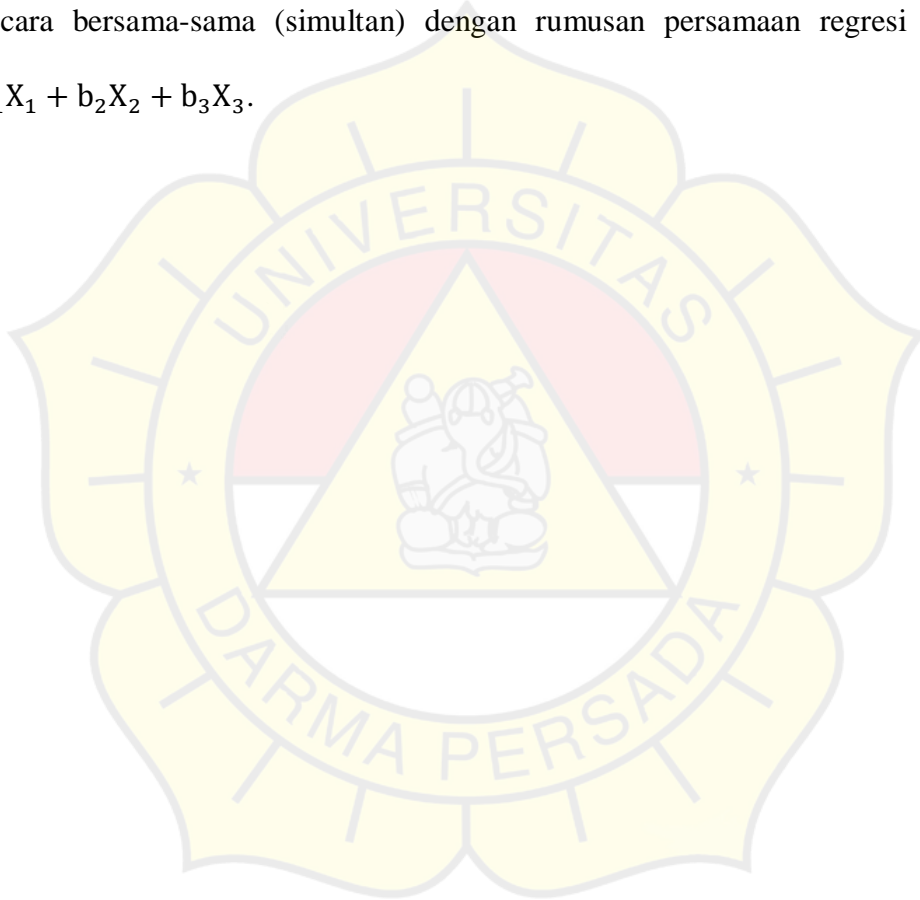 cara bersama-sama (simultan) dengan rumusan persamaan regresi
X₁ + b₂X₂ + b₃X₃.
UNIVERSITAS
DARMA PERSADA